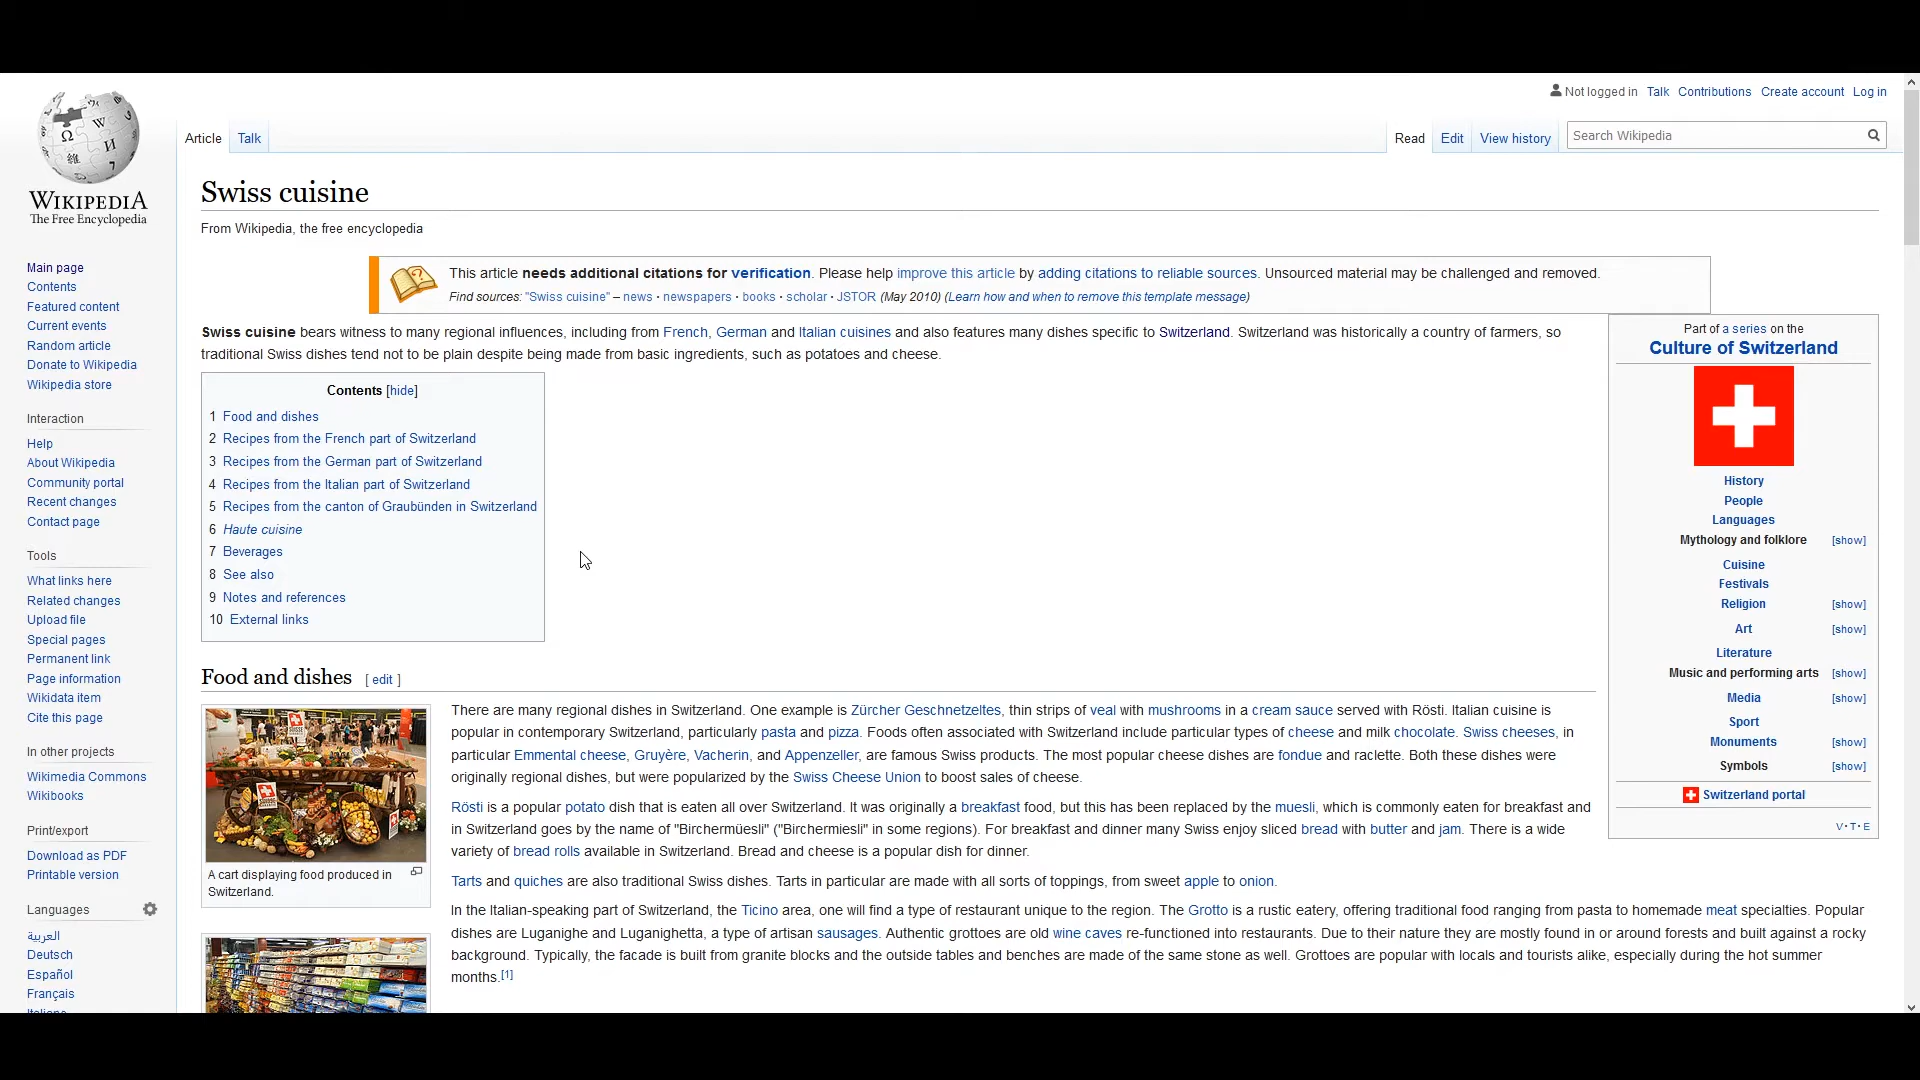 Not logged in Talk Contributions Create account Log in
Article Talk Read Edit View history Search Wikipedia
WIKIPEDIA
The Free Encyclopedia
Main page
Contents
Featured content
Current events
Random article
Donate to Wikipedia
Wikipedia store
Interaction
Help
About Wikipedia
Community portal
Recent changes
Contact page
Tools
What links here
Related changes
Upload file
Special pages
Permanent link
Page information
Wikidata item
Cite this page
In other projects
Wikimedia Commons
Wikibooks
Print/export
Download as PDF
Printable version
Languages
العربية
Deutsch
Español
Français
Italiano
Swiss cuisine
From Wikipedia, the free encyclopedia
This article needs additional citations for verification. Please help improve this article by adding citations to reliable sources. Unsourced material may be challenged and removed.
Find sources: "Swiss cuisine" – news · newspapers · books · scholar · JSTOR (May 2010) (Learn how and when to remove this template message)
Swiss cuisine bears witness to many regional influences, including from French, German and Italian cuisines and also features many dishes specific to Switzerland. Switzerland was historically a country of farmers, so
traditional Swiss dishes tend not to be plain despite being made from basic ingredients, such as potatoes and cheese.
Contents [hide]
1 Food and dishes
2 Recipes from the French part of Switzerland
3 Recipes from the German part of Switzerland
4 Recipes from the Italian part of Switzerland
5 Recipes from the canton of Graubünden in Switzerland
6 Haute cuisine
7 Beverages
8 See also
9 Notes and references
10 External links
Part of a series on the
Culture of Switzerland
History
People
Languages
Mythology and folklore [show]
Cuisine
Festivals
Religion [show]
Art [show]
Literature
Music and performing arts [show]
Media [show]
Sport
Monuments [show]
Symbols [show]
Switzerland portal
V·T·E
Food and dishes [ edit ]
A cart displaying food produced in
Switzerland.
There are many regional dishes in Switzerland. One example is Zürcher Geschnetzeltes, thin strips of veal with mushrooms in a cream sauce served with Rösti. Italian cuisine is
popular in contemporary Switzerland, particularly pasta and pizza. Foods often associated with Switzerland include particular types of cheese and milk chocolate. Swiss cheeses, in
particular Emmental cheese, Gruyère, Vacherin, and Appenzeller, are famous Swiss products. The most popular cheese dishes are fondue and raclette. Both these dishes were
originally regional dishes, but were popularized by the Swiss Cheese Union to boost sales of cheese.
Rösti is a popular potato dish that is eaten all over Switzerland. It was originally a breakfast food, but this has been replaced by the muesli, which is commonly eaten for breakfast and
in Switzerland goes by the name of "Birchermüesli" ("Birchermiesli" in some regions). For breakfast and dinner many Swiss enjoy sliced bread with butter and jam. There is a wide
variety of bread rolls available in Switzerland. Bread and cheese is a popular dish for dinner.
Tarts and quiches are also traditional Swiss dishes. Tarts in particular are made with all sorts of toppings, from sweet apple to onion.
In the Italian-speaking part of Switzerland, the Ticino area, one will find a type of restaurant unique to the region. The Grotto is a rustic eatery, offering traditional food ranging from pasta to homemade meat specialties. Popular
dishes are Luganighe and Luganighetta, a type of artisan sausages. Authentic grottoes are old wine caves re-functioned into restaurants. Due to their nature they are mostly found in or around forests and built against a rocky
background. Typically, the facade is built from granite blocks and the outside tables and benches are made of the same stone as well. Grottoes are popular with locals and tourists alike, especially during the hot summer
months.[1]